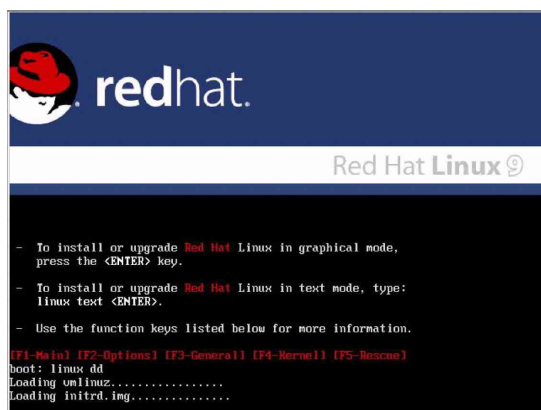 redhat.
Red Hat Linux 9
- To install or upgrade Red Hat Linux in graphical mode,
press the <ENTER> key.
- To install or upgrade Red Hat Linux in text mode, type:
linux text <ENTER>.
- Use the function keys listed below for more information.
[F1-Main] [F2-Options] [F3-General] [F4-Kernel] [F5-Rescue]
boot: linux dd
Loading vmlinuz................
Loading initrd.img...............